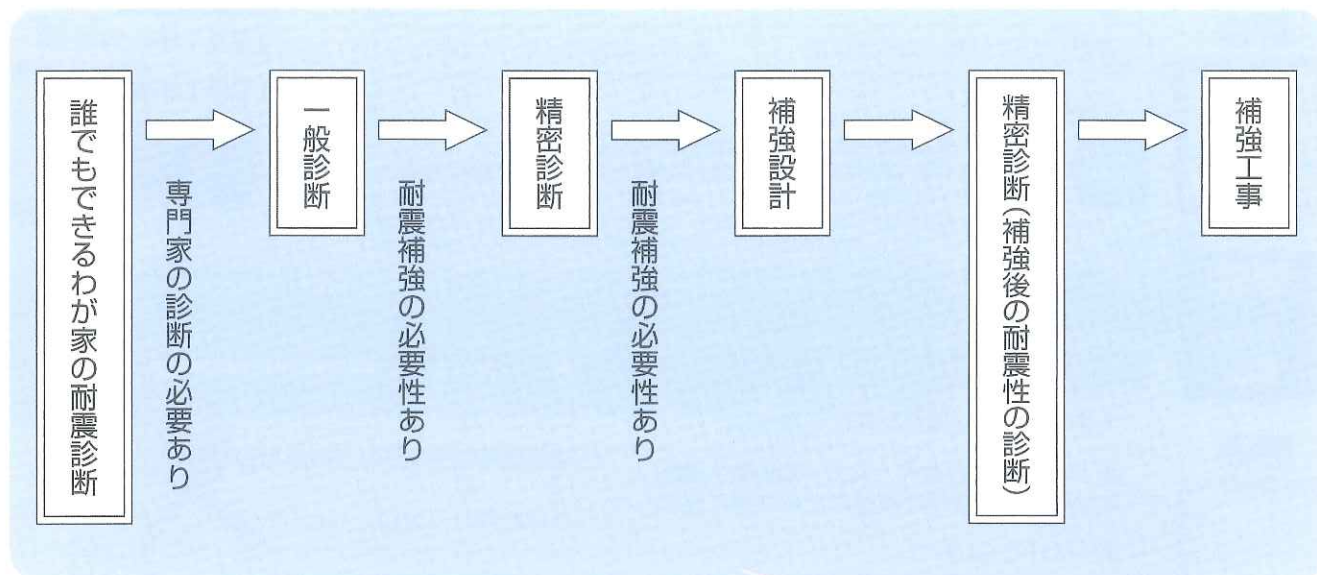 誰でもできるわが家の耐震診断
専門家の診断の必要あり
一般診断
耐震補強の必要性あり
精密診断
耐震補強の必要性あり
補強設計
精密診断(補強後の耐震性の診断)
補強工事